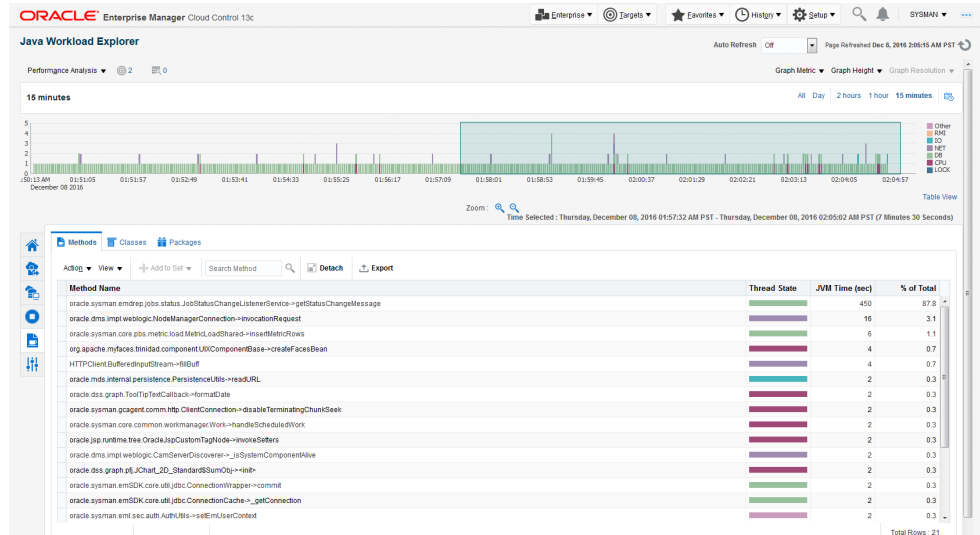 ORACLE Enterprise Manager Cloud Control 13c Enterprise Targets Favorites History Setup SYSMAN
Java Workload Explorer Auto Refresh Off Page Refreshed Dec 8, 2016 2:05:15 AM PST
Performance Analysis 2 0 Graph Metric Graph Height Graph Resolution
15 minutes All Day 2 hours 1 hour 15 minutes
5
4
3
2
1
0
Other
RMI
IO
NET
DB
CPU
LOCK
:50:13 AM 01:51:05 01:51:57 01:52:49 01:53:41 01:54:33 01:55:25 01:56:17 01:57:09 01:58:01 01:58:53 01:59:45 02:00:37 02:01:29 02:02:21 02:03:13 02:04:05 02:04:57
December 08 2016
Table View
Zoom :
Time Selected : Thursday, December 08, 2016 01:57:32 AM PST - Thursday, December 08, 2016 02:05:02 AM PST (7 Minutes 30 Seconds)
Methods Classes Packages
Action View Add to Set Search Method Detach Export
Method Name Thread State JVM Time (sec) % of Total
oracle.sysman.emdrep.jobs.status.JobStatusChangeListenerService->getStatusChangeMessage 450 87.8
oracle.dms.impl.weblogic.NodeManagerConnection->invocationRequest 16 3.1
oracle.sysman.core.pbs.metric.load.MetricLoadShared->insertMetricRows 6 1.1
org.apache.myfaces.trinidad.component.UIXComponentBase->createFacesBean 4 0.7
HTTPClient.BufferedInputStream->fillBuff 4 0.7
oracle.mds.internal.persistence.PersistenceUtils->readURL 2 0.3
oracle.dss.graph.ToolTipTextCallback->formatDate 2 0.3
oracle.sysman.gcagent.comm.http.ClientConnection->disableTerminatingChunkSeek 2 0.3
oracle.sysman.core.common.workmanager.Work->handleScheduledWork 2 0.3
oracle.jsp.runtime.tree.OracleJspCustomTagNode->invokeSetters 2 0.3
oracle.dms.impl.weblogic.CamServerDiscoverer->_isSystemComponentAlive 2 0.3
oracle.dss.graph.pfj.JChart_2D_Standard$SumObj-><init> 2 0.3
oracle.sysman.emSDK.core.util.jdbc.ConnectionWrapper->commit 2 0.3
oracle.sysman.emSDK.core.util.jdbc.ConnectionCache->_getConnection 2 0.3
oracle.sysman.eml.sec.auth.AuthUtils->setEmUserContext 2 0.3
Total Rows : 21